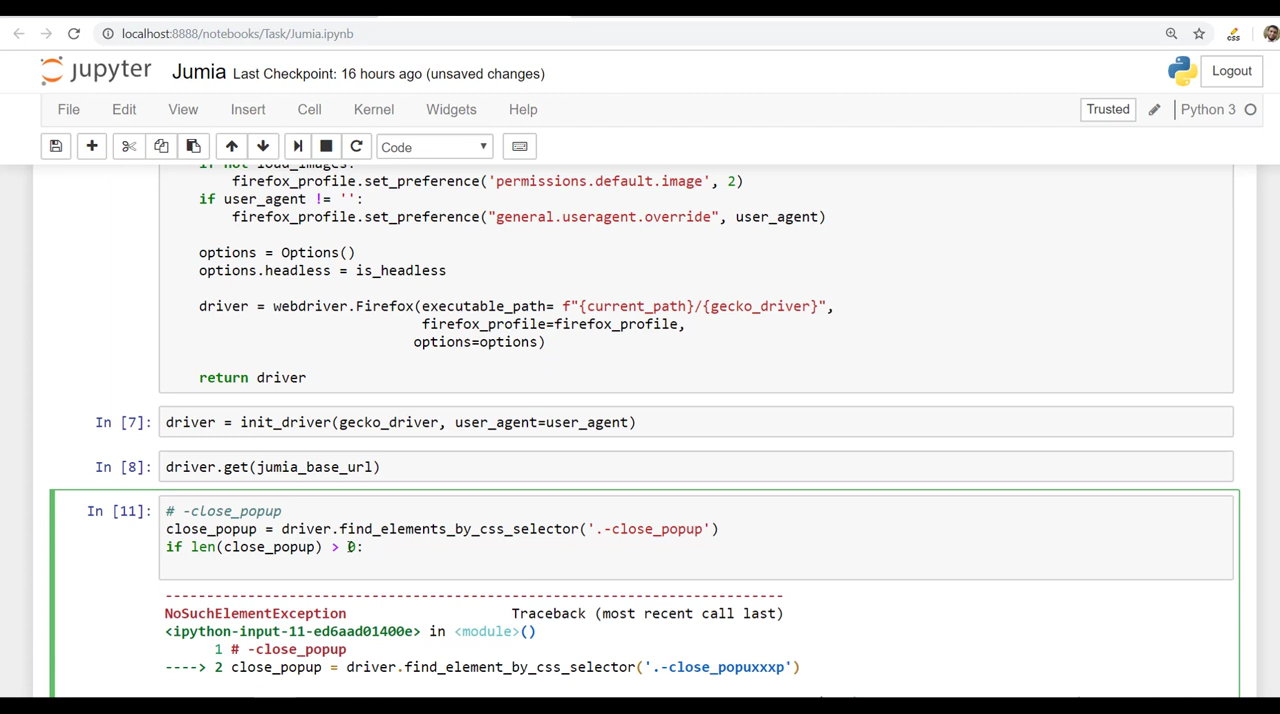 localhost:8888/notebooks/Task/Jumia.ipynb
css
jupyter Jumia Last Checkpoint: 16 hours ago (unsaved changes) Logout
File Edit View Insert Cell Kernel Widgets Help Trusted Python 3
Code
if not load_images:
firefox_profile.set_preference('permissions.default.image', 2)
if user_agent != '':
firefox_profile.set_preference("general.useragent.override", user_agent)
options = Options()
options.headless = is_headless
driver = webdriver.Firefox(executable_path= f"{current_path}/{gecko_driver}",
firefox_profile=firefox_profile,
options=options)
return driver
In [7]: driver = init_driver(gecko_driver, user_agent=user_agent)
In [8]: driver.get(jumia_base_url)
In [11]: # -close_popup
close_popup = driver.find_elements_by_css_selector('.-close_popup')
if len(close_popup) > 0:
---------------------------------------------------------------------------
NoSuchElementException Traceback (most recent call last)
<ipython-input-11-ed6aad01400e> in <module>()
1 # -close_popup
----> 2 close_popup = driver.find_element_by_css_selector('.-close_popuxxxp')